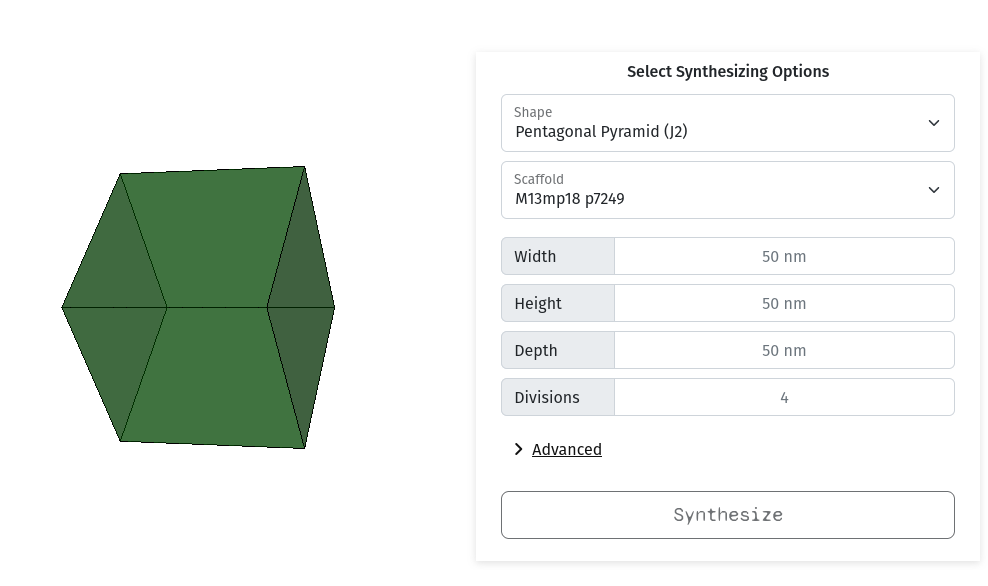 Select Synthesizing Options
Shape
Pentagonal Pyramid (J2)
Scaffold
M13mp18 p7249
Width 50 nm
Height 50 nm
Depth 50 nm
Divisions 4
Advanced
Synthesize